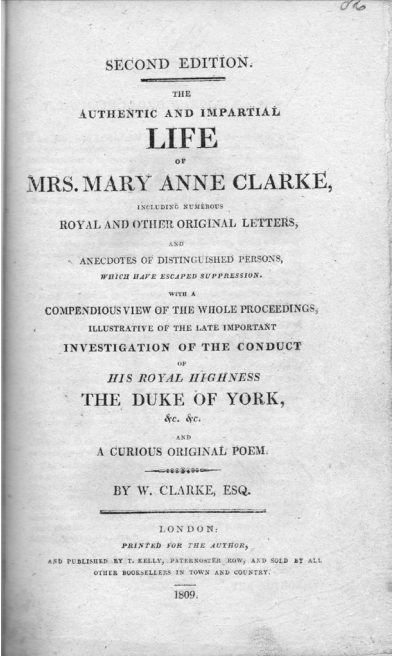 SECOND EDITION.
THE
AUTHENTIC AND IMPARTIAL
LIFE
OF
MRS. MARY ANNE CLARKE,
INCLUDING NUMEROUS
ROYAL AND OTHER ORIGINAL LETTERS,
AND
ANECDOTES OF DISTINGUISHED PERSONS,
WHICH HAVE ESCAPED SUPPRESSION.
WITH A
COMPENDIOUS VIEW OF THE WHOLE PROCEEDINGS,
ILLUSTRATIVE OF THE LATE IMPORTANT
INVESTIGATION OF THE CONDUCT
OF
HIS ROYAL HIGHNESS
THE DUKE OF YORK,
&c. &c.
AND
A CURIOUS ORIGINAL POEM.
BY W. CLARKE, ESQ.
LONDON:
PRINTED FOR THE AUTHOR,
AND PUBLISHED BY T. KELLY, PATERNOSTER ROW, AND SOLD BY ALL
OTHER BOOKSELLERS IN TOWN AND COUNTRY.
1809.